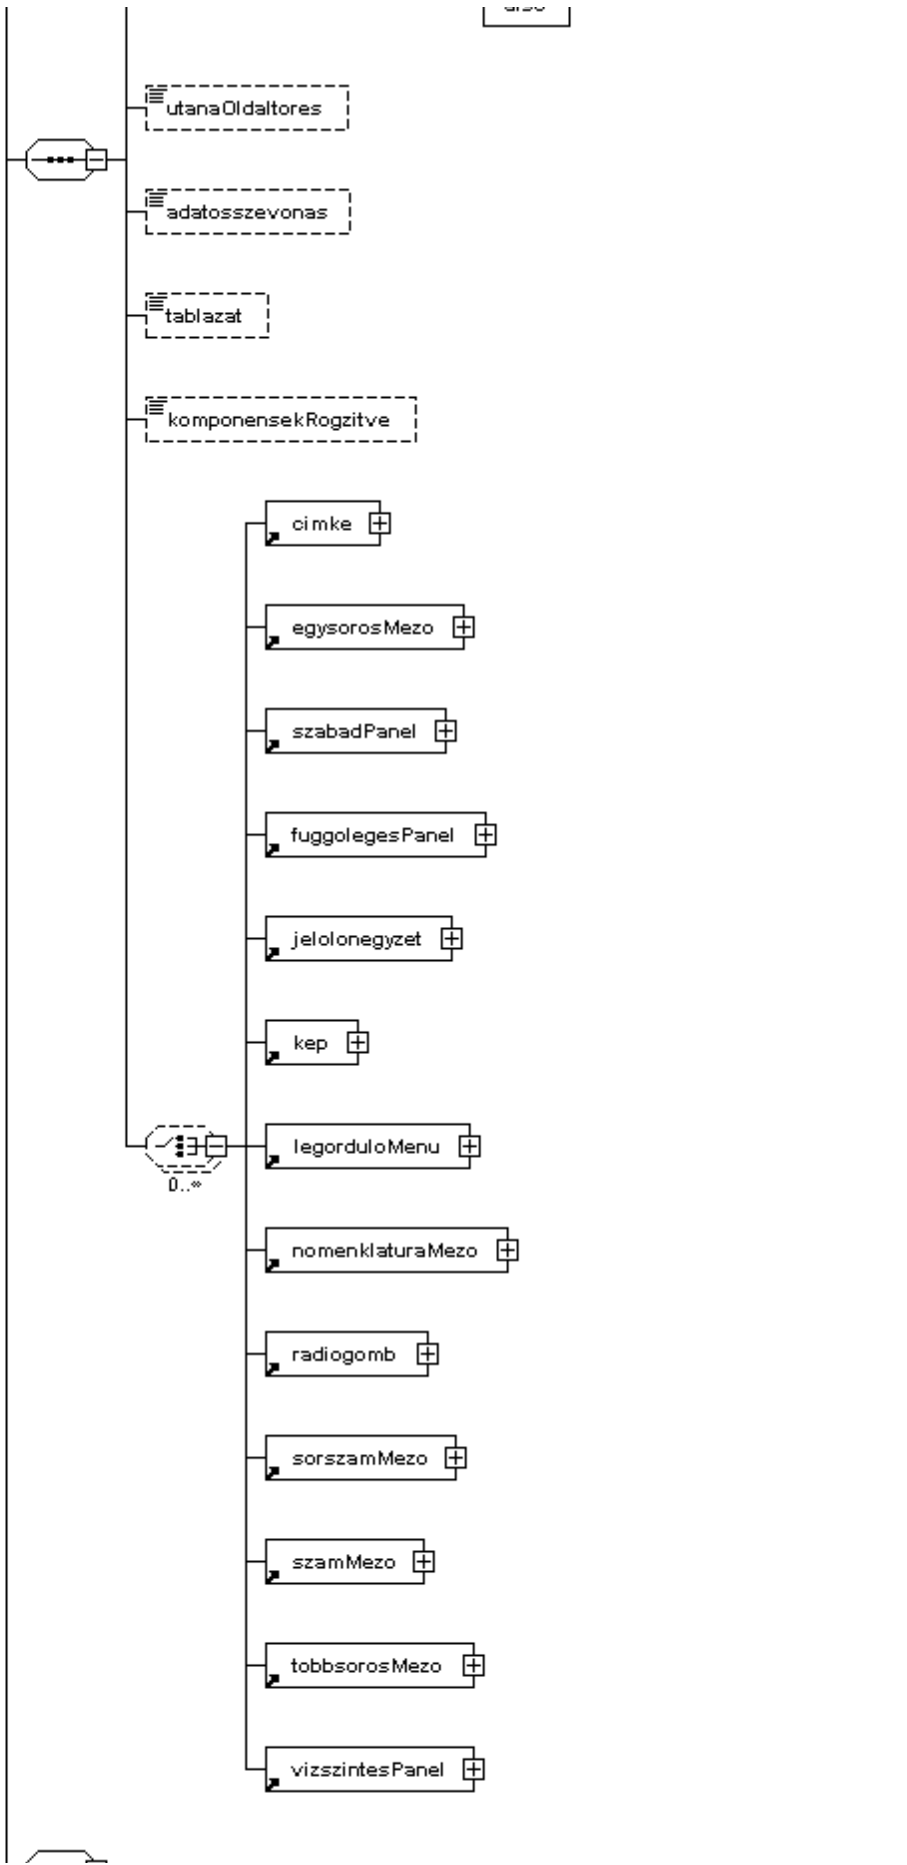 utanaOldaltores
adatosszevonas
tablazat
komponensekRogzitve
cimke
egysorosMezo
szabadPanel
fuggolegesPanel
jelolonegyzet
kep
legorduloMenu
0..∞
nomenklaturaMezo
radiogomb
sorszamMezo
szamMezo
tobbsorosMezo
vizszintesPanel